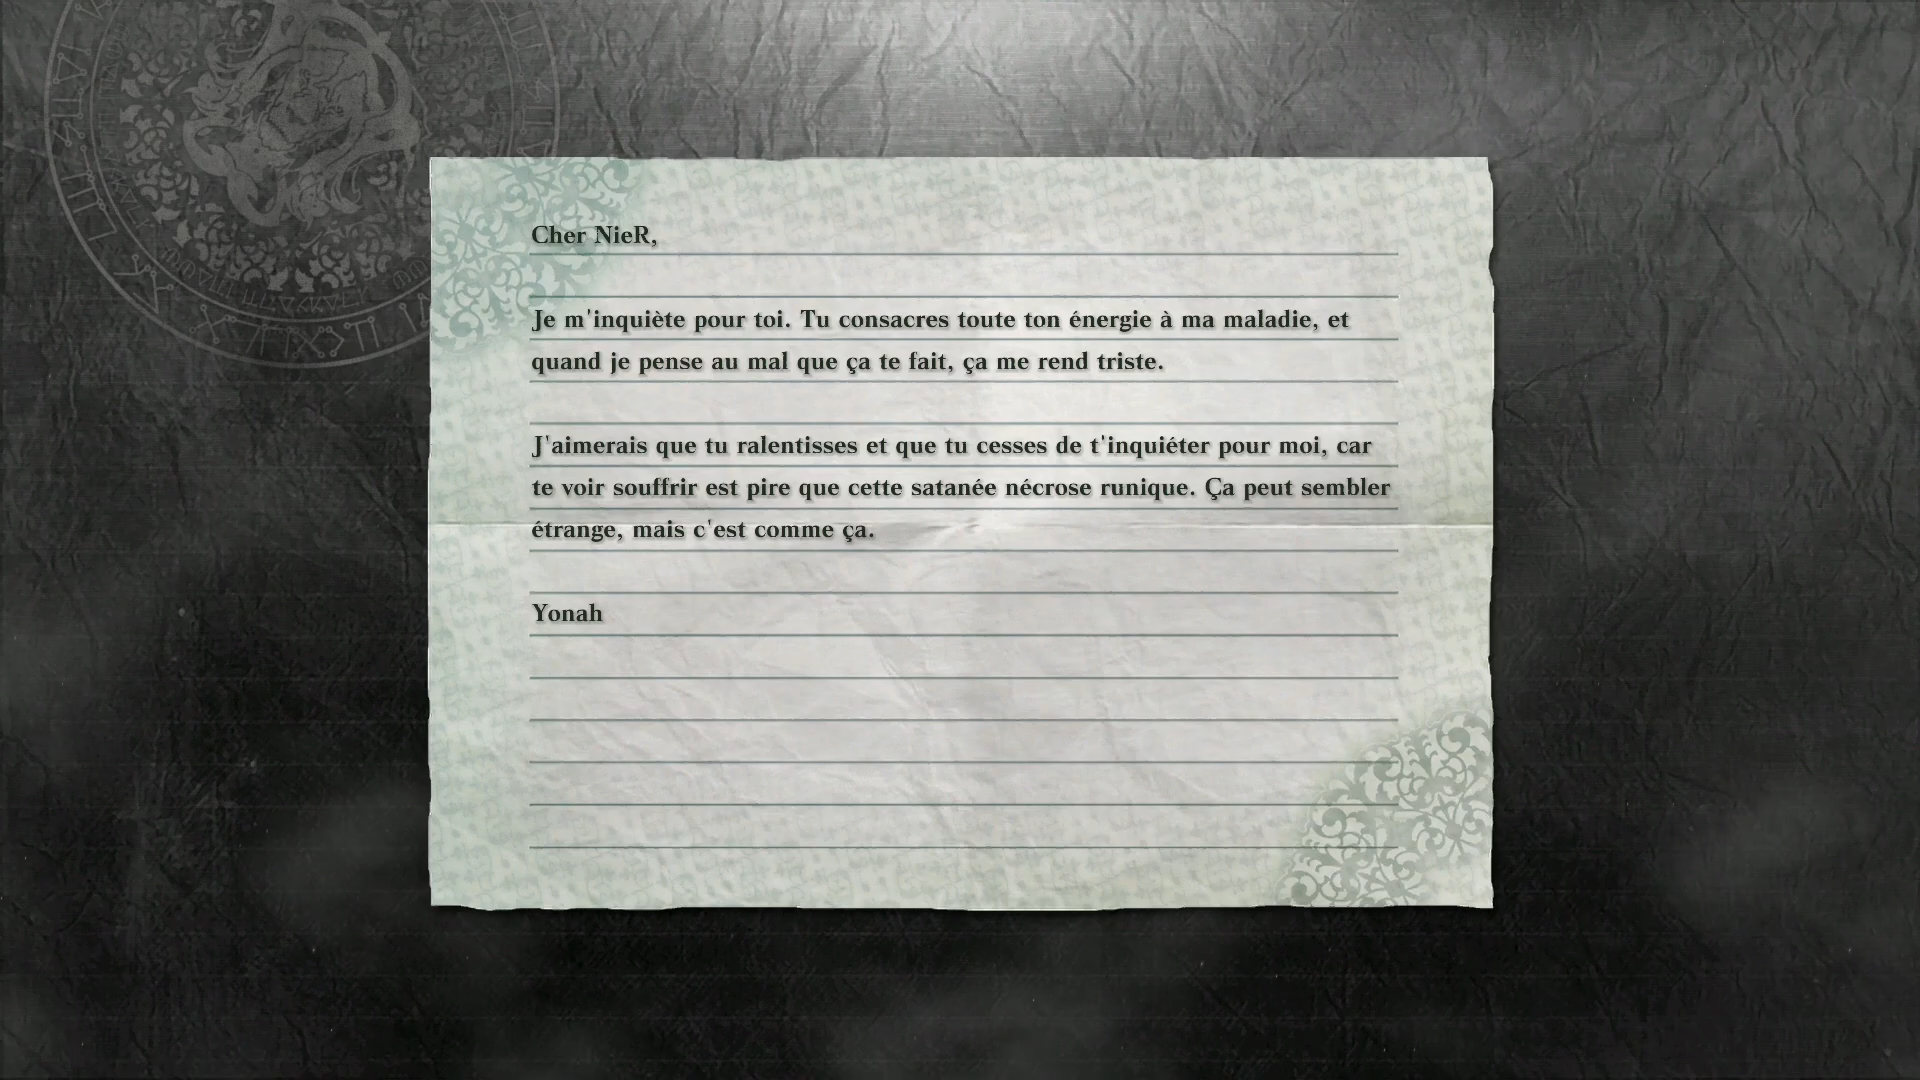 Cher NieR,
Je m'inquiète pour toi. Tu consacres toute ton énergie à ma maladie, et
quand je pense au mal que ça te fait, ça me rend triste.
J'aimerais que tu ralentisses et que tu cesses de t'inquiéter pour moi, car
te voir souffrir est pire que cette satanée nécrose runique. Ça peut sembler
étrange, mais c'est comme ça.
Yonah